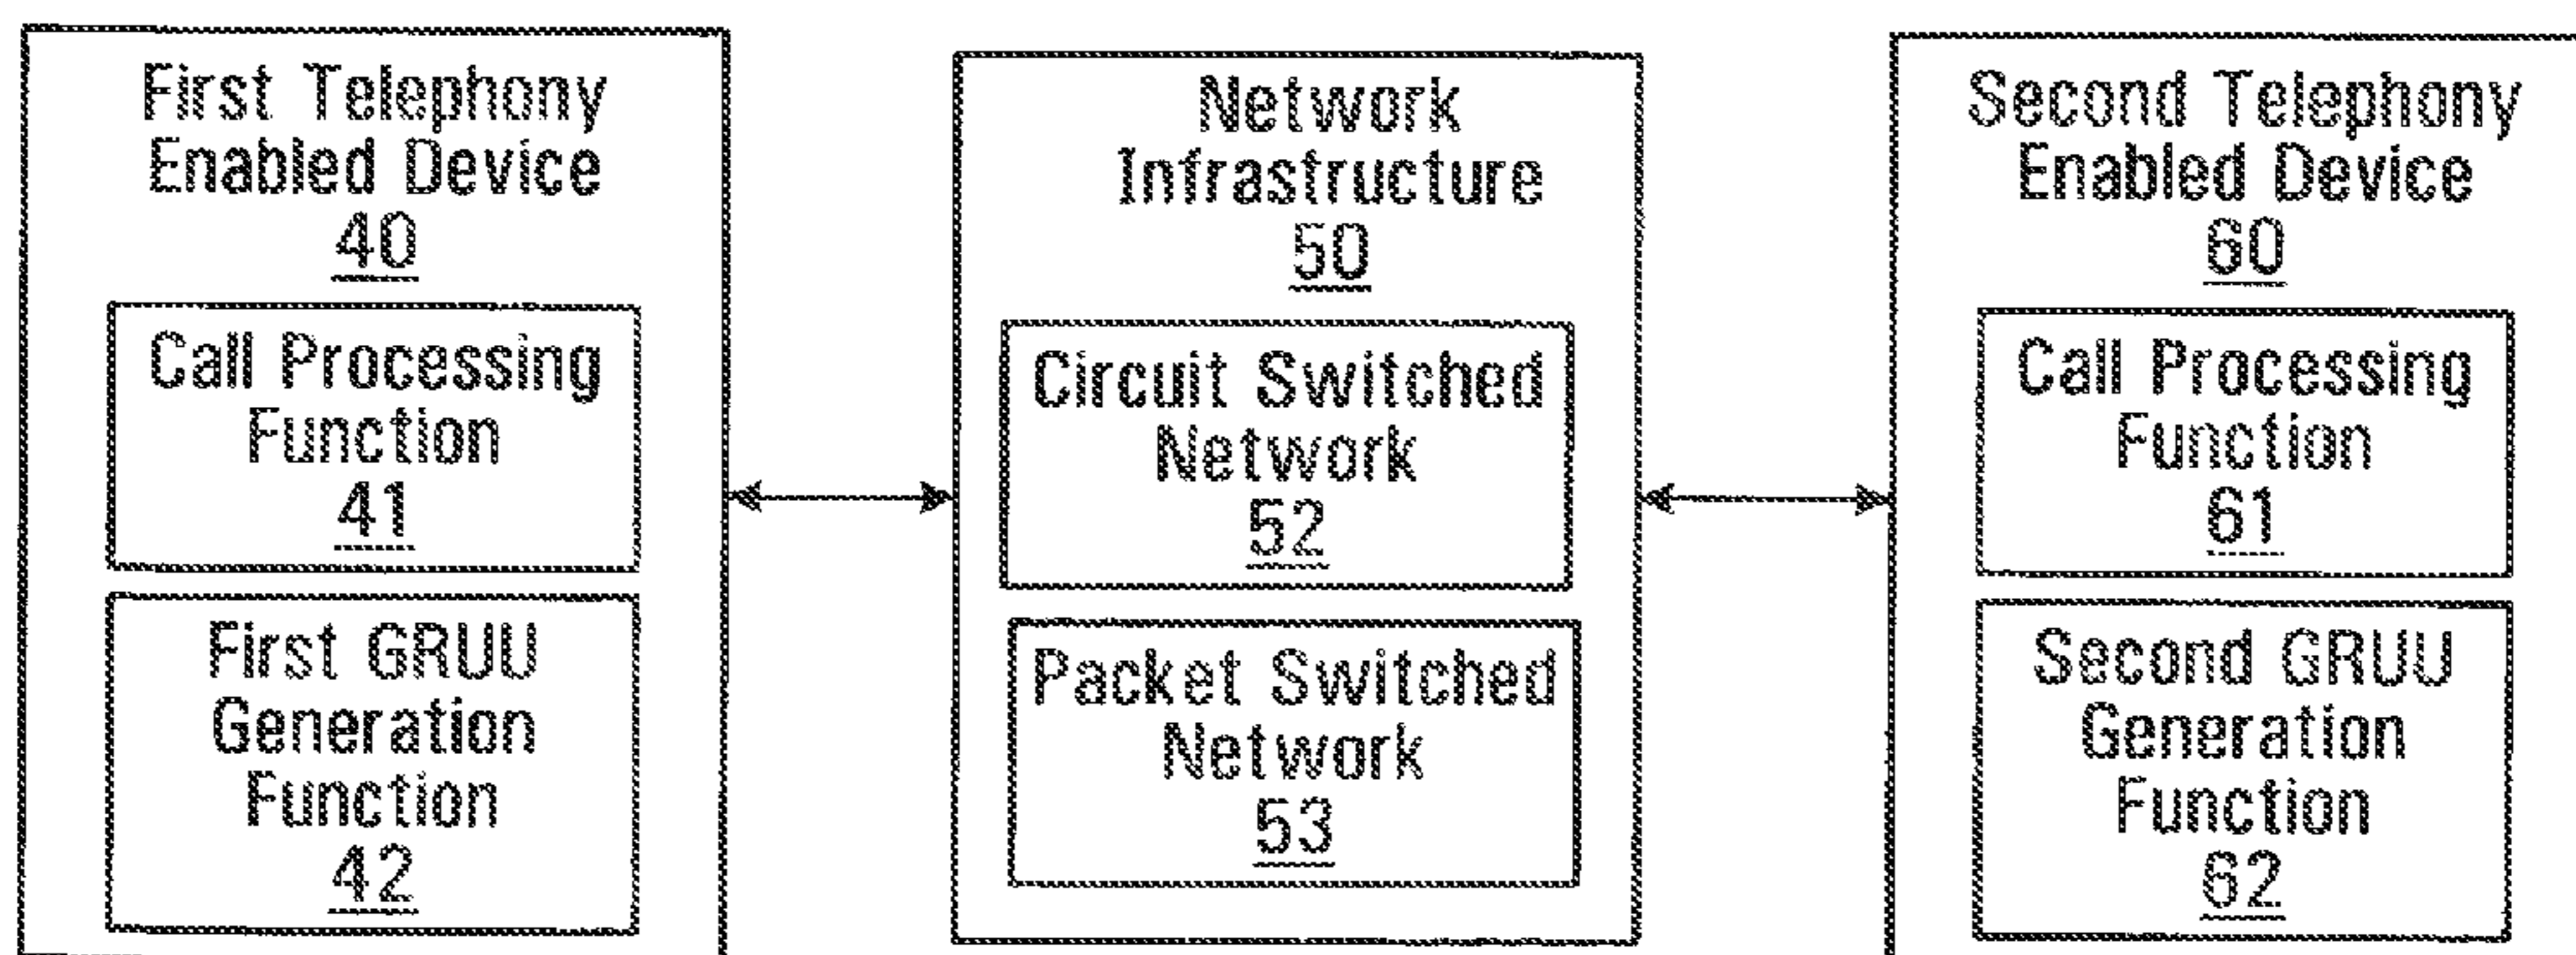 First Telephony
Enabled Device
40
Call Processing
Function
41
First GRUU
Generation
Function
42
Network
Infrastructure
50
Circuit Switched
Network
52
Packet Switched
Network
53
Second Telephony
Enabled Device
60
Call Processing
Function
61
Second GRUU
Generation
Function
62